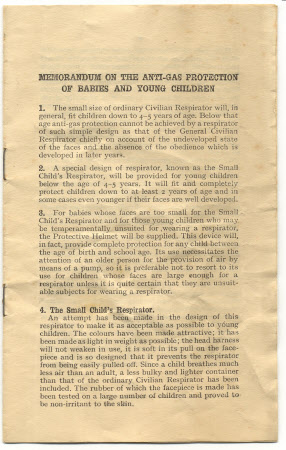 MEMORANDUM ON THE ANTI-GAS PROTECTION
OF BABIES AND YOUNG CHILDREN
1. The small size of ordinary Civilian Respirator will, in
general, fit children down to 4-5 years of age. Below that
age anti-gas protection cannot be achieved by a respirator
of such simple design as that of the General Civilian
Respirator chiefly on account of the undeveloped state
of the faces and the absence of the obedience which is
developed in later years.
2. A special design of respirator, known as the Small
Child's Respirator, will be provided for young children
below the age of 4-5 years. It will fit and completely
protect children down to at least 2 years of age and in
some cases even younger if their faces are well developed.
3. For babies whose faces are too small for the Small
Child's Respirator and for those young children who may
be temperamentally unsuited for wearing a respirator,
the Protective Helmet will be supplied. This device will,
in fact, provide complete protection for any child between
the age of birth and school age. Its use necessitates the
attention of an older person for the provision of air by
means of a pump, so it is preferable not to resort to its
use for children whose faces are large enough for a
respirator unless it is quite certain that they are unsuit-
able subjects for wearing a respirator.
4. The Small Child's Respirator.
An attempt has been made in the design of this
respirator to make it as acceptable as possible to young
children. The colours have been made attractive; it has
been made as light in weight as possible; the head harness
will not weaken in use, it is soft in its pull on the face-
piece and is so designed that it prevents the respirator
from being easily pulled off. Since a child breathes much
less air than an adult, a less bulky and lighter container
than that of the ordinary Civilian Respirator has been
included. The rubber of which the facepiece is made has
been tested on a large number of children and proved to
be non-irritant to the skin.